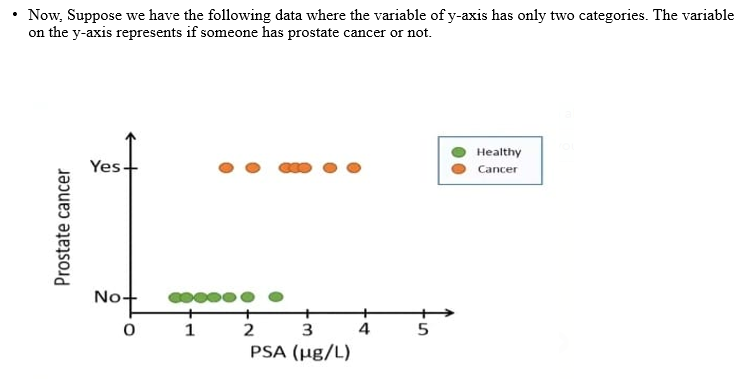 • Now, Suppose we have the following data where the variable of y-axis has only two categories. The variable
on the y-axis represents if someone has prostate cancer or not.
Healthy
Cancer
Yes
Prostate cancer
No
0 1 2 3 4 5
PSA (µg/L)